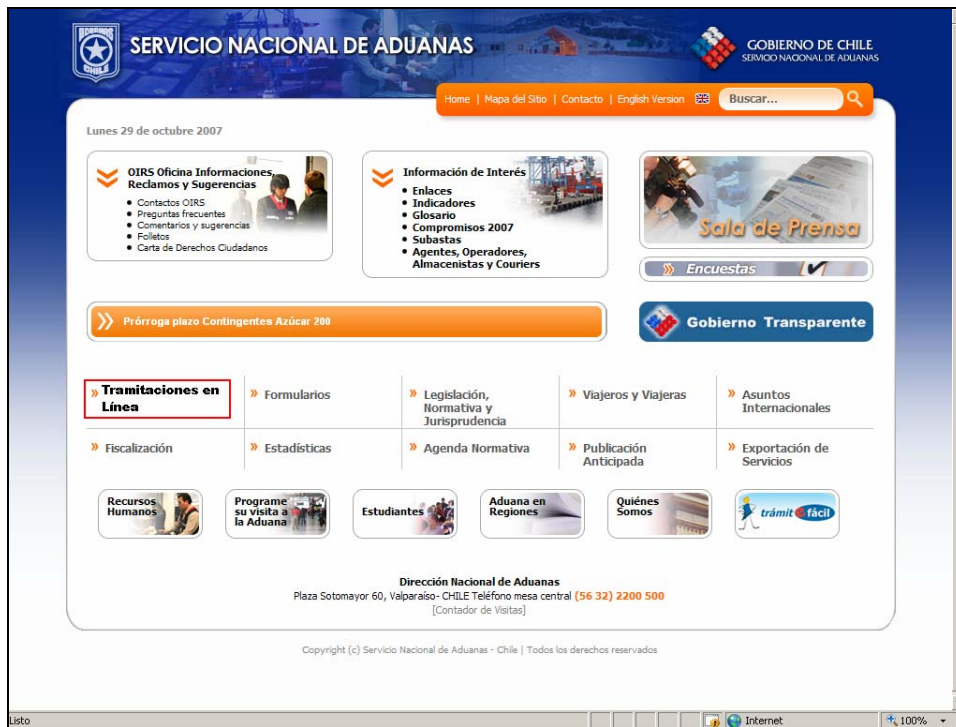 ADUANAS
CHILE
SERVICIO NACIONAL DE ADUANAS
GOBIERNO DE CHILE
SERVICIO NACIONAL DE ADUANAS
Home | Mapa del Sitio | Contacto | English Version
Buscar...
Lunes 29 de octubre 2007
OIRS Oficina Informaciones,
Reclamos y Sugerencias
• Contactos OIRS
• Preguntas frecuentes
• Comentarios y sugerencias
• Folletos
• Carta de Derechos Ciudadanos
Información de Interés
• Enlaces
• Indicadores
• Glosario
• Compromisos 2007
• Subastas
• Agentes, Operadores,
Almacenistas y Couriers
Sala de Prensa
» Encuestas
» Prórroga plazo Contingentes Azúcar 200
Gobierno Transparente
» Tramitaciones en
Línea
» Formularios
» Legislación,
Normativa y
Jurisprudencia
» Viajeros y Viajeras
» Asuntos
Internacionales
» Fiscalización
» Estadísticas
» Agenda Normativa
» Publicación
Anticipada
» Exportación de
Servicios
Recursos
Humanos
Programe
su visita a
la Aduana
Estudiantes
Aduana en
Regiones
Quiénes
Somos
trámite fácil
Dirección Nacional de Aduanas
Plaza Sotomayor 60, Valparaíso- CHILE Teléfono mesa central (56 32) 2200 500
[Contador de Visitas]
Copyright (c) Servicio Nacional de Aduanas - Chile | Todos los derechos reservados
Listo
Internet
100%